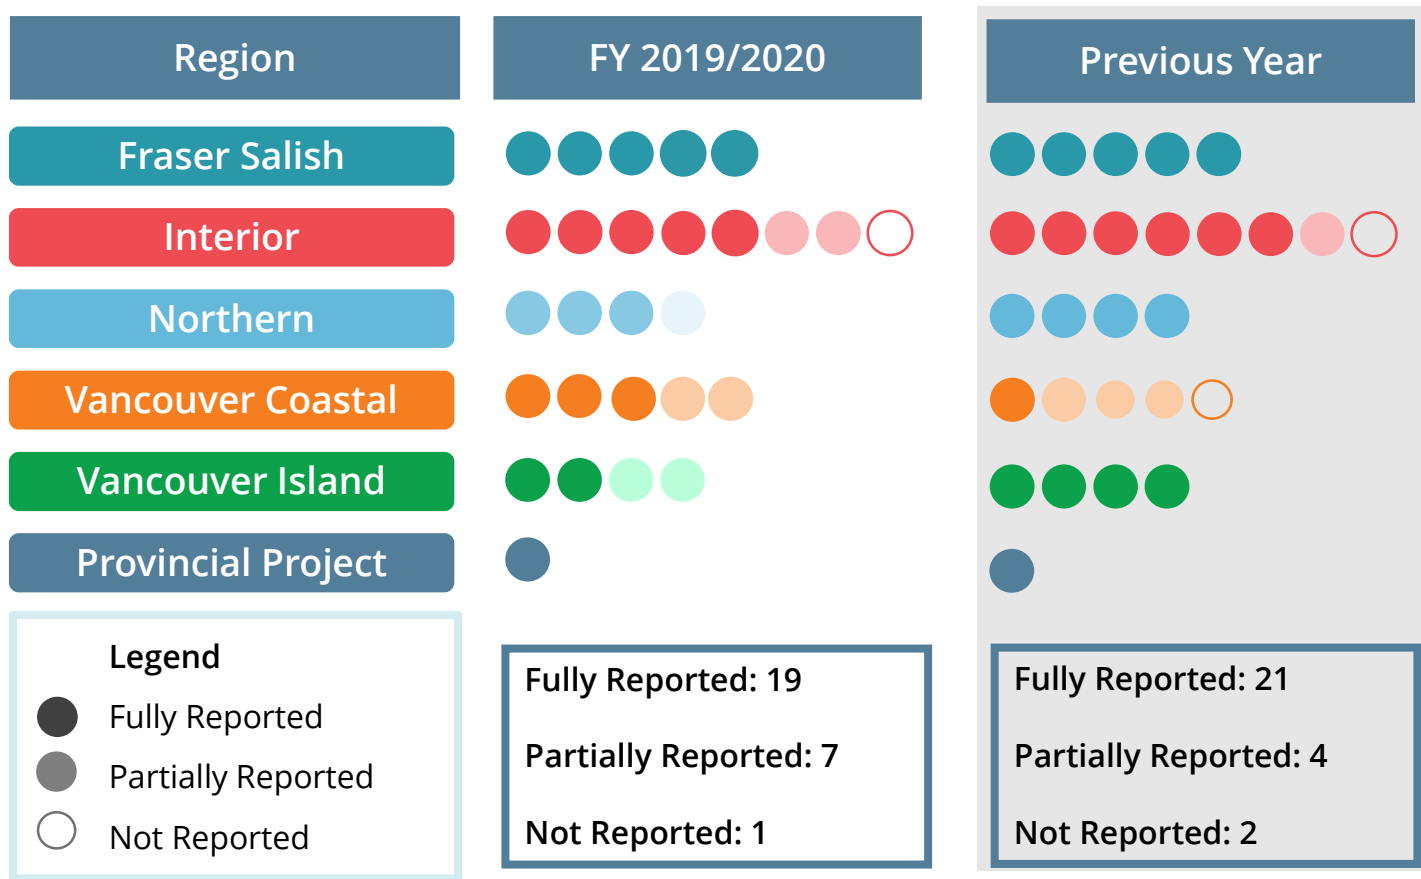 Region
FY 2019/2020
Previous Year
Fraser Salish
Interior
Northern
Vancouver Coastal
Vancouver Island
Provincial Project
Legend
Fully Reported
Partially Reported
Not Reported
Fully Reported: 19
Partially Reported: 7
Not Reported: 1
Fully Reported: 21
Partially Reported: 4
Not Reported: 2